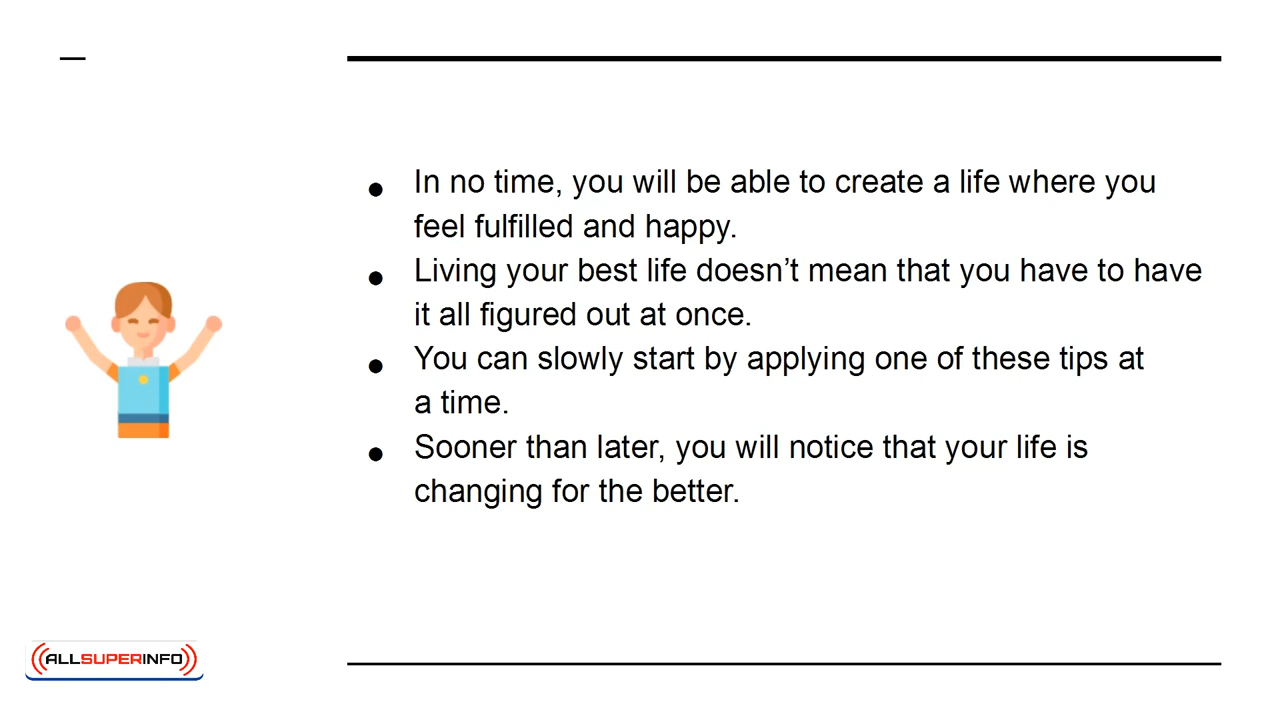 ● In no time, you will be able to create a life where you
feel fulfilled and happy.
● Living your best life doesn’t mean that you have to have
it all figured out at once.
● You can slowly start by applying one of these tips at
a time.
● Sooner than later, you will notice that your life is
changing for the better.
ALLSUPERINFO